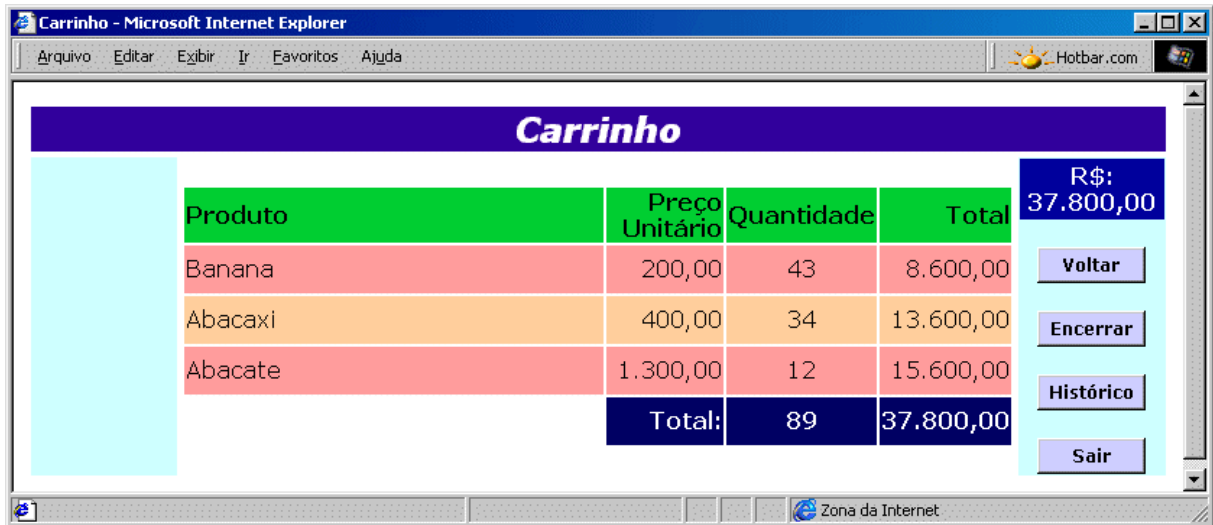 Carrinho - Microsoft Internet Explorer
Arquivo Editar Exibir Ir Favoritos Ajuda
Hotbar.com
Carrinho
Produto Preço Unitário Quantidade Total
Banana 200,00 43 8.600,00
Abacaxi 400,00 34 13.600,00
Abacate 1.300,00 12 15.600,00
Total: 89 37.800,00
R$:
37.800,00
Voltar
Encerrar
Histórico
Sair
Zona da Internet